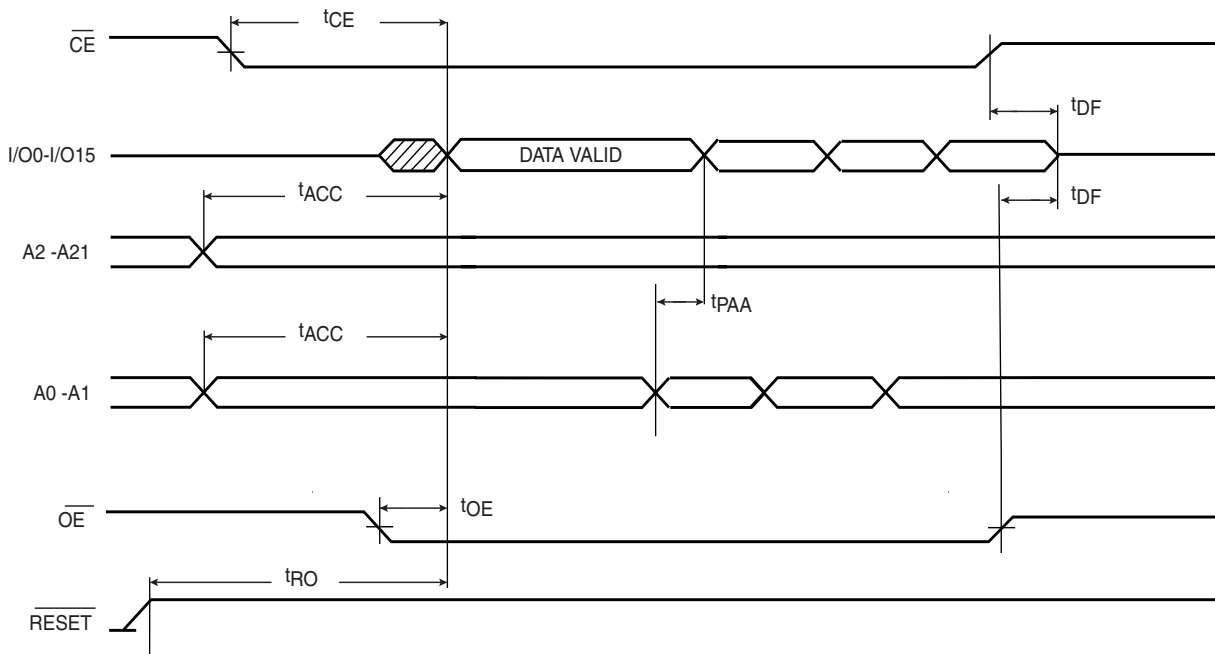 tCE
CE
tDF
I/O0-I/O15
DATA VALID
tACC
tDF
A2 -A21
tPAA
tACC
A0 -A1
tOE
OE
tRO
RESET